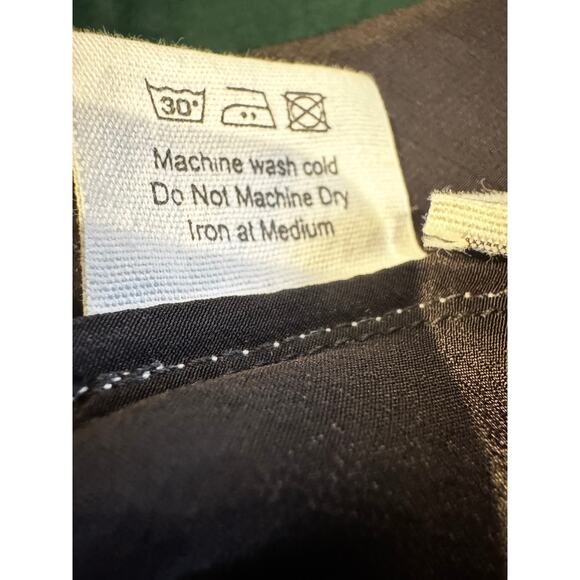 30°
Machine wash cold
Do Not Machine Dry
Iron at Medium